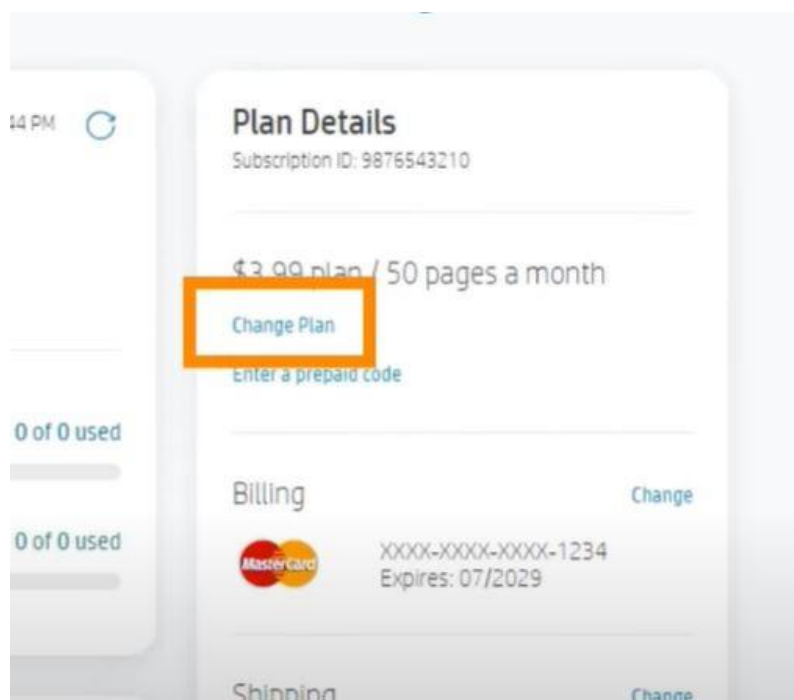 44 PM
0 of 0 used
0 of 0 used
Plan Details
Subscription ID: 9876543210
$3.99 plan / 50 pages a month
Change Plan
Enter a prepaid code
Billing
Change
MasterCard
XXXX-XXXX-XXXX-1234
Expires: 07/2029
Shipping
Change